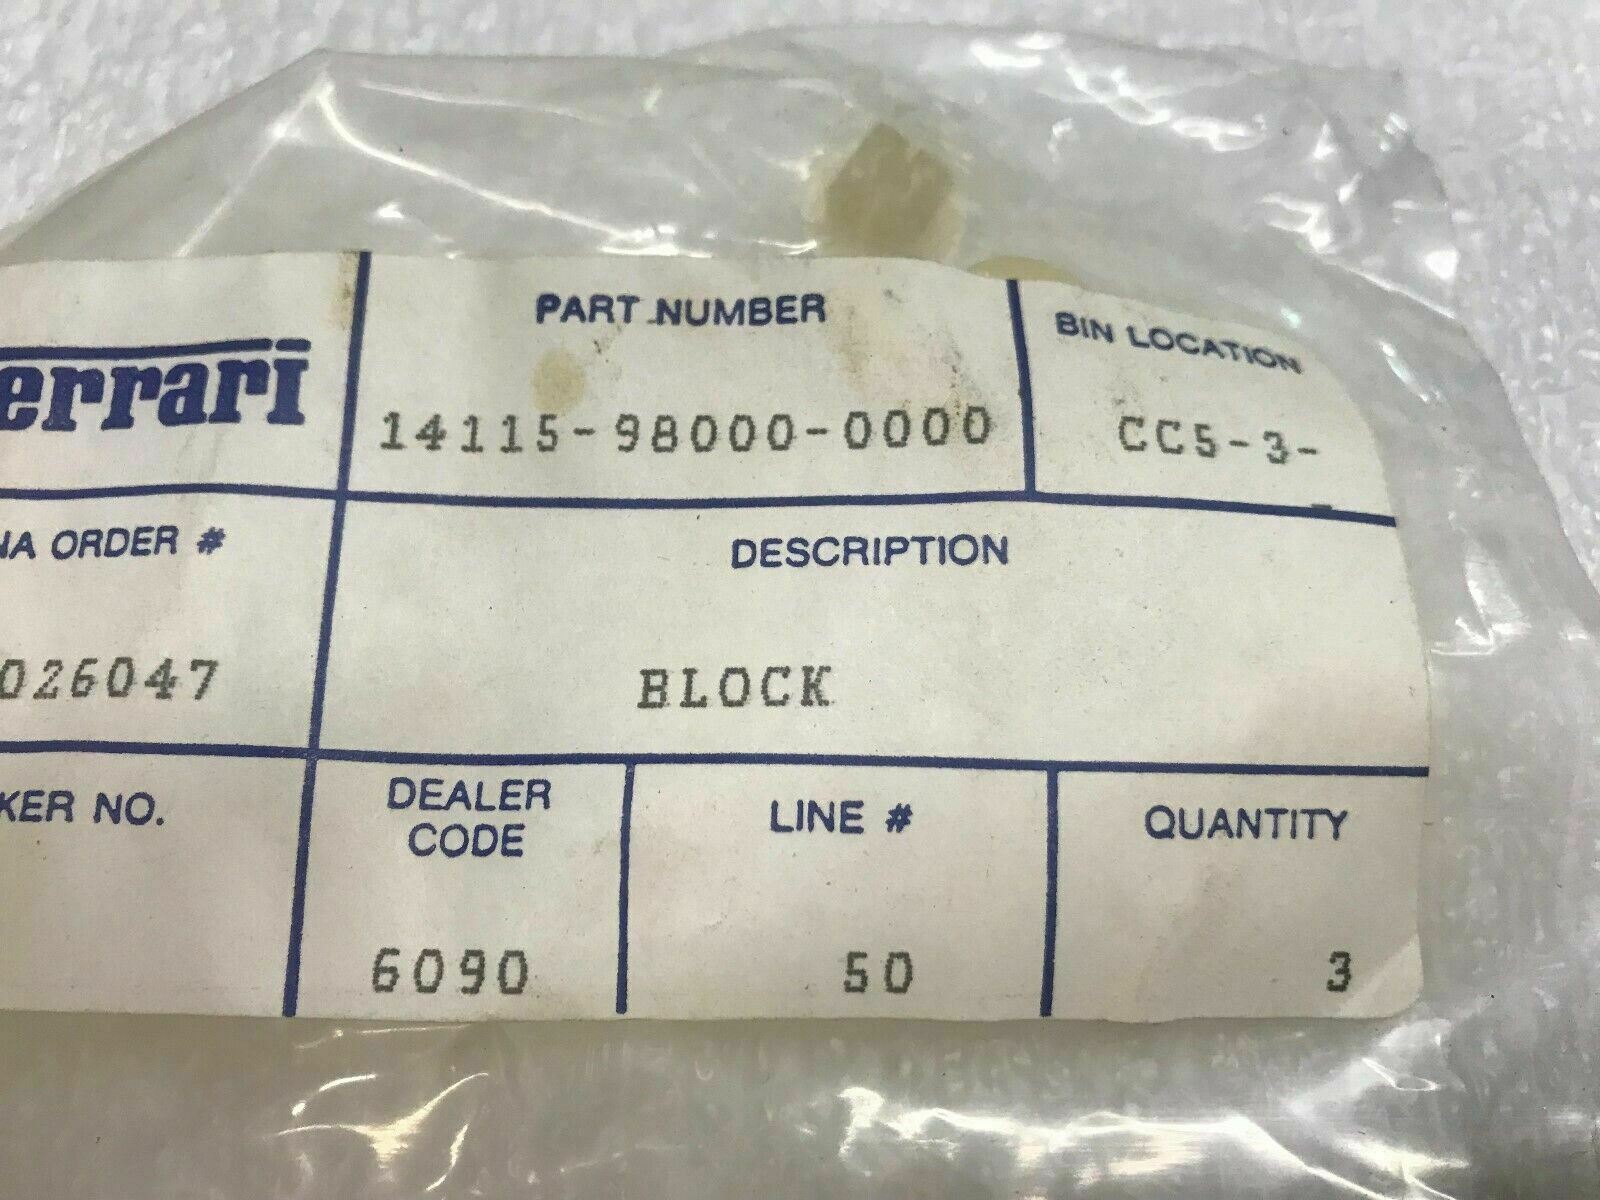 errari
PART NUMBER
14115-98000-0000
BIN LOCATION
CC5-3-
NA ORDER #
026047
DESCRIPTION
BLOCK
KER NO.
DEALER
CODE
6090
LINE #
50
QUANTITY
3